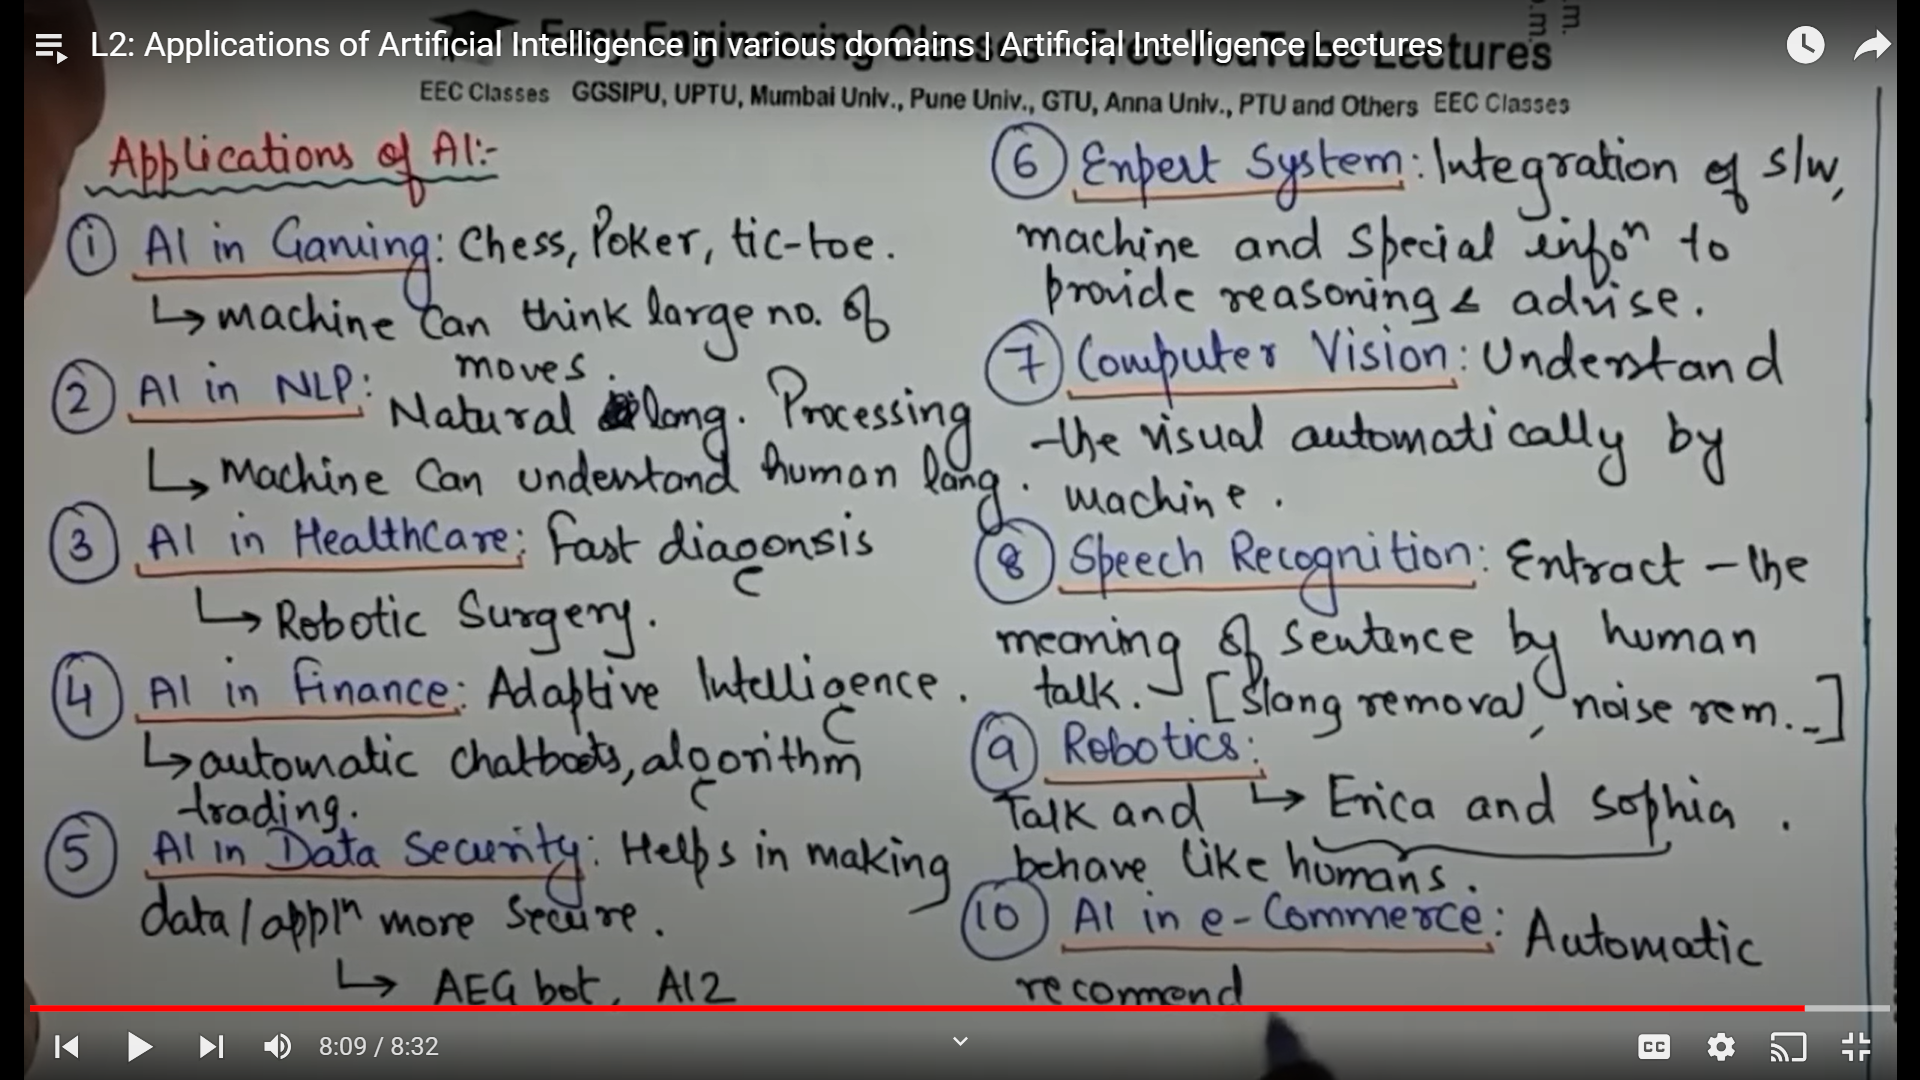 L2: Applications of Artificial Intelligence in various domains | Artificial Intelligence Lectures
EEC Classes GGSIPU, UPTU, Mumbai Univ., Pune Univ., GTU, Anna Univ., PTU and Others EEC Classes
Applications of AI:-
1 AI in Gaming: Chess, Poker, tic-toe.
↳ machine Can think large no. of
moves.
2 AI in NLP: Natural lang. Processing
↳ Machine Can understand human lang.
3 AI in HealthCare: Fast diagonsis
↳ Robotic Surgery.
4 AI in Finance: Adaptive Intelligence.
↳ automatic chatboots, algorithm
trading.
5 AI in Data Security: Helps in making
data/appln more Secure.
↳ AEG bot, AI2
6 Expert System: Integration of s/w,
machine and special infon to
provide reasoning & advise.
7 Computer Vision: Understand
the visual automatically by
machine.
8 Speech Recognition: Extract the
meaning of sentence by human
talk. [Slang removal, noise rem...]
9 Robotics:
↳ Erica and Sophia.
Talk and
behave like humans.
10 AI in e-Commerce: Automatic
recommend
8:09 / 8:32
CC